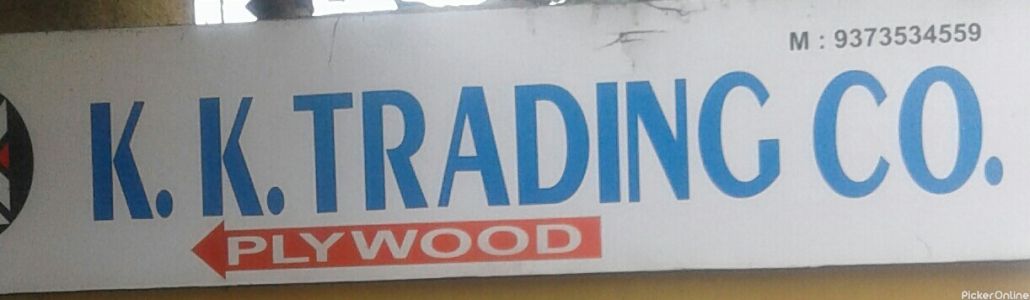 M : 9373534559
K. K. TRADING CO.
PLYWOOD
PickerOnline